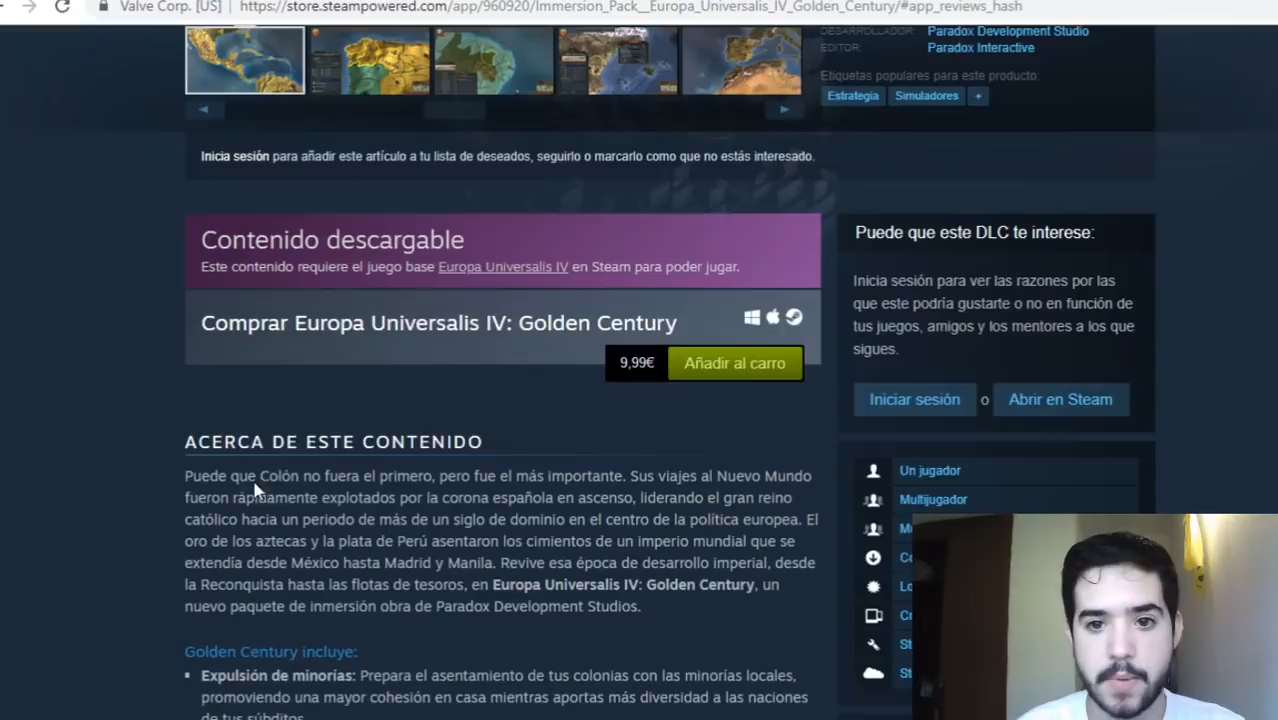 Valve Corp. [US]
https://store.steampowered.com/app/960920/Immersion_Pack__Europa_Universalis_IV_Golden_Century/#app_reviews_hash
DESARROLLADOR: Paradox Development Studio
EDITOR: Paradox Interactive
Etiquetas populares para este producto:
Estrategia Simuladores +
Inicia sesión para añadir este artículo a tu lista de deseados, seguirlo o marcarlo como que no estás interesado.
Contenido descargable
Este contenido requiere el juego base Europa Universalis IV en Steam para poder jugar.
Comprar Europa Universalis IV: Golden Century
9,99€ Añadir al carro
ACERCA DE ESTE CONTENIDO
Puede que Colón no fuera el primero, pero fue el más importante. Sus viajes al Nuevo Mundo
fueron rápidamente explotados por la corona española en ascenso, liderando el gran reino
católico hacia un periodo de más de un siglo de dominio en el centro de la política europea. El
oro de los aztecas y la plata de Perú asentaron los cimientos de un imperio mundial que se
extendía desde México hasta Madrid y Manila. Revive esa época de desarrollo imperial, desde
la Reconquista hasta las flotas de tesoros, en Europa Universalis IV: Golden Century, un
nuevo paquete de inmersión obra de Paradox Development Studios.
Golden Century incluye:
Expulsión de minorías: Prepara el asentamiento de tus colonias con las minorías locales,
promoviendo una mayor cohesión en casa mientras aportas más diversidad a las naciones
de tus súbditos.
Puede que este DLC te interese:
Inicia sesión para ver las razones por las
que este podría gustarte o no en función de
tus juegos, amigos y los mentores a los que
sigues.
Iniciar sesión o Abrir en Steam
Un jugador
Multijugador